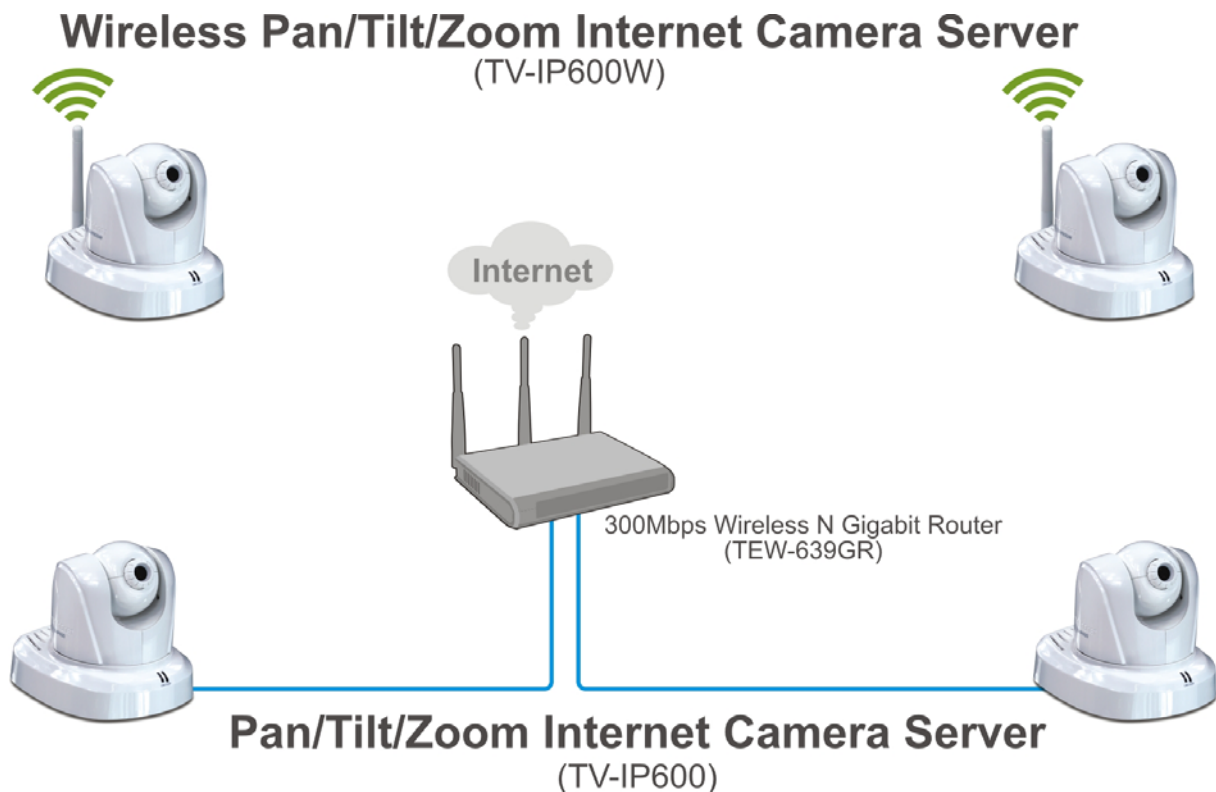 Wireless Pan/Tilt/Zoom Internet Camera Server
(TV-IP600W)
Internet
300Mbps Wireless N Gigabit Router
(TEW-639GR)
Pan/Tilt/Zoom Internet Camera Server
(TV-IP600)